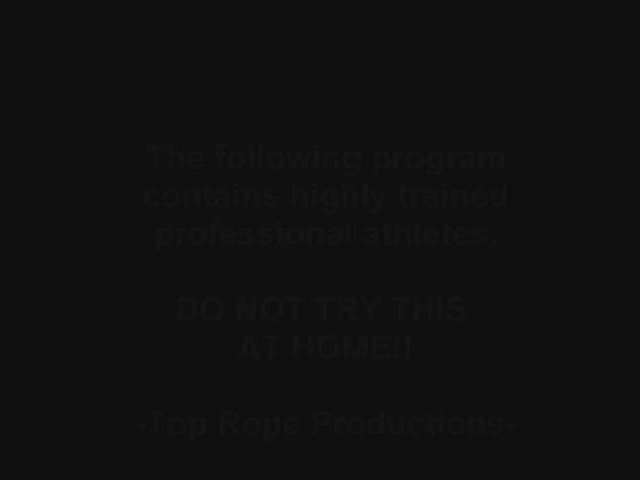 The following program
contains highly trained
professional athletes.
DO NOT TRY THIS
AT HOME!!
-Top Rope Productions-